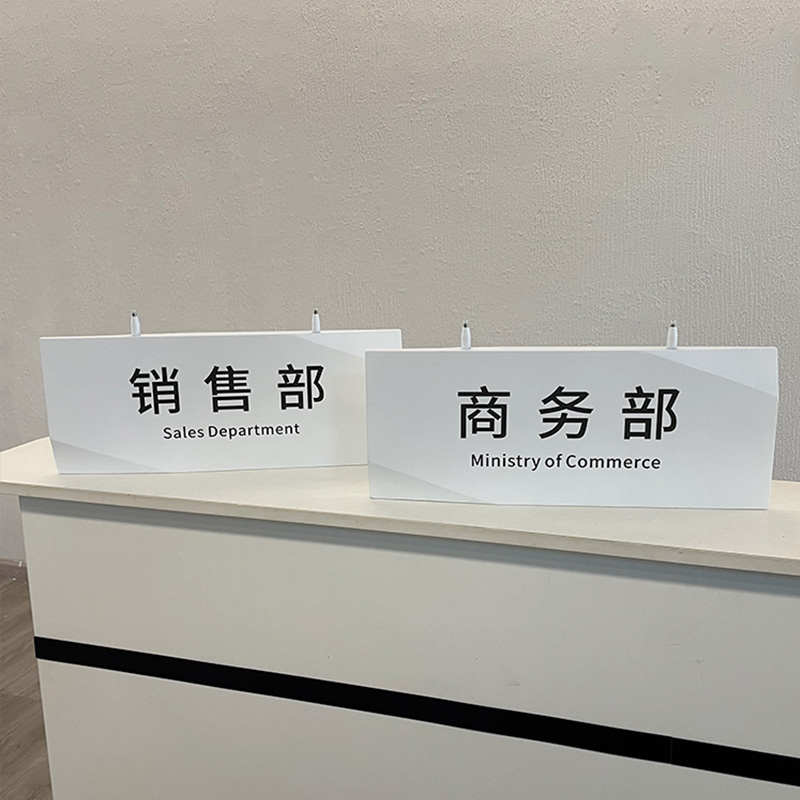 销售部
Sales Department
商务部
Ministry of Commerce